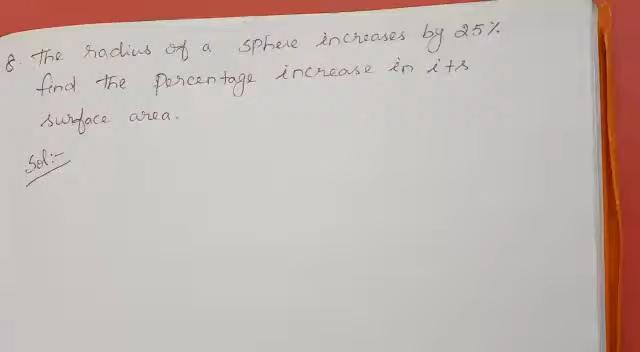 8. The radius of a sphere increases by 25%
find the percentage increase in its
surface area.
Sol:-